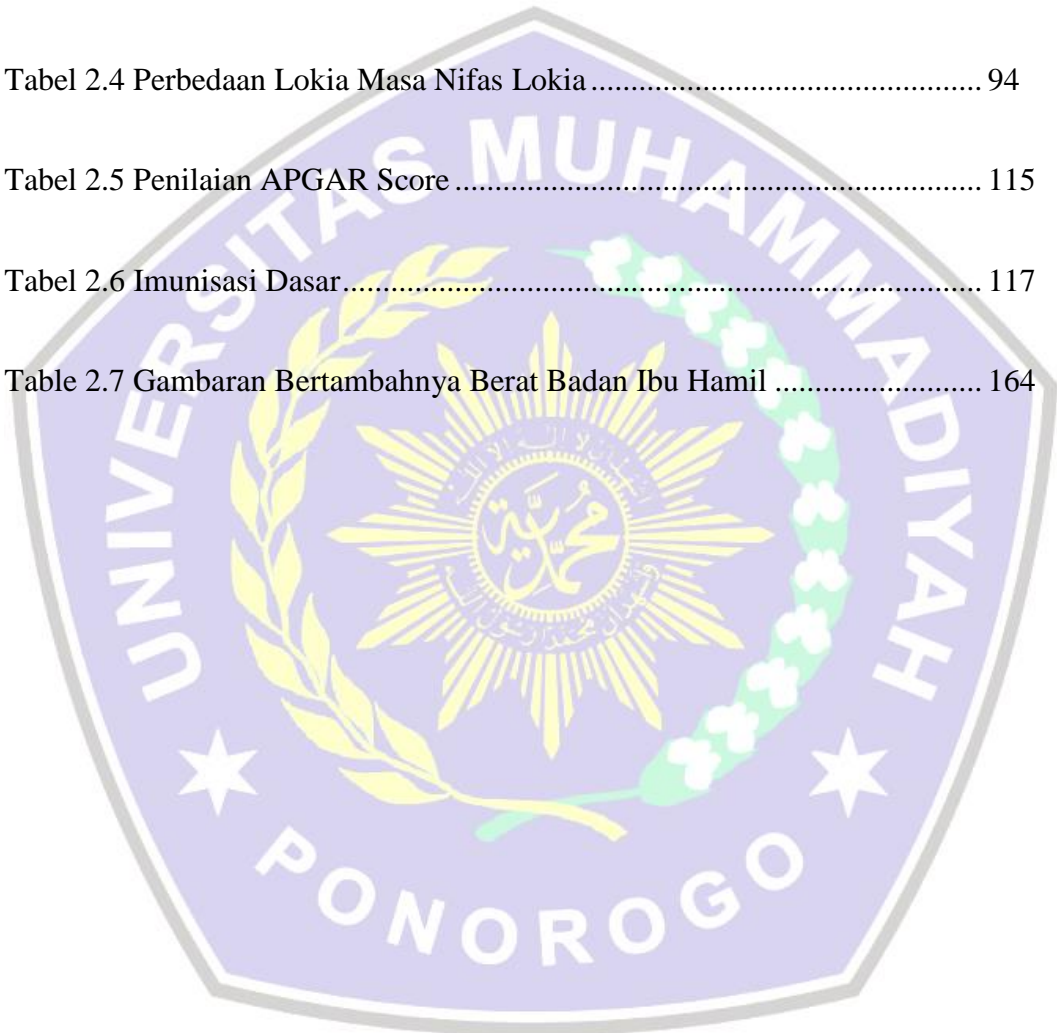 Tabel 2.4 Perbedaan Lokia Masa Nifas Lokia ................................................ 94
Tabel 2.5 Penilaian APGAR Score ................................................................. 115
Tabel 2.6 Imunisasi Dasar............................................................................... 117
Table 2.7 Gambaran Bertambahnya Berat Badan Ibu Hamil ......................... 164
UNIVERSITAS MUHAMMADIYAH
PONOROGO
محمدية